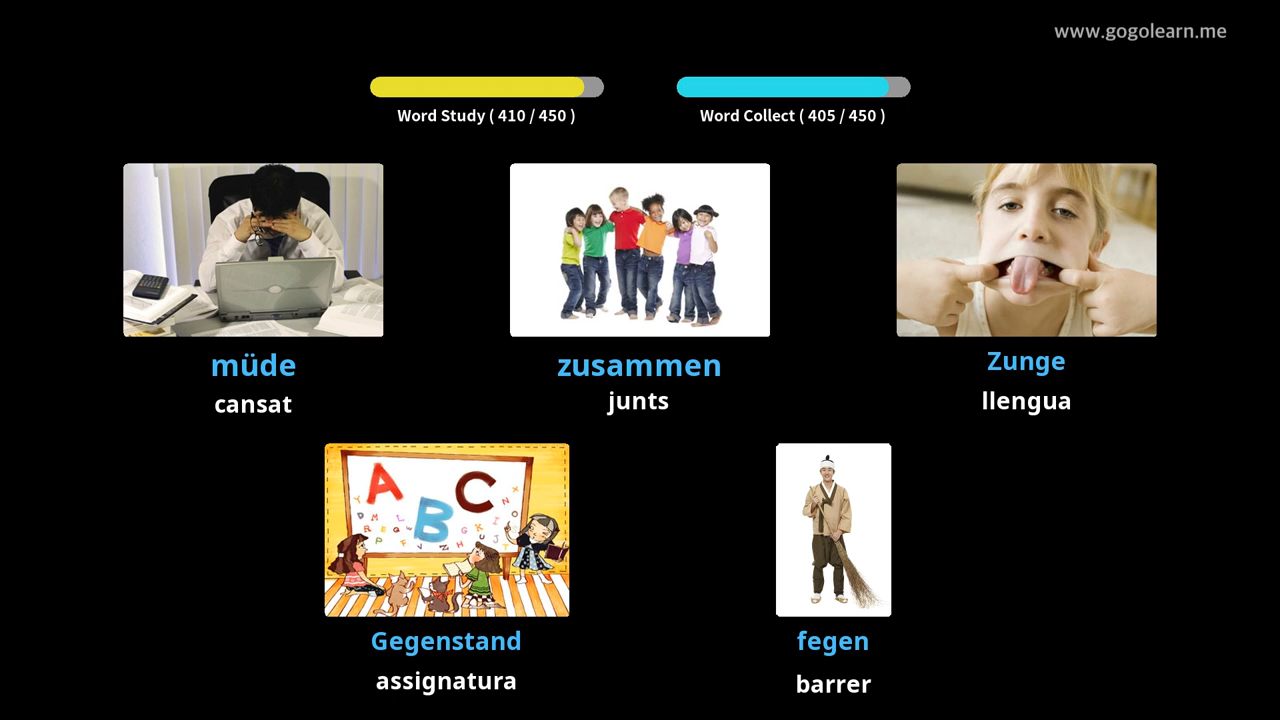 www.gogolearn.me
Word Study ( 410 / 450 )
Word Collect ( 405 / 450 )
müde
cansat
zusammen
junts
Zunge
llengua
A B C
Gegenstand
assignatura
fegen
barrer